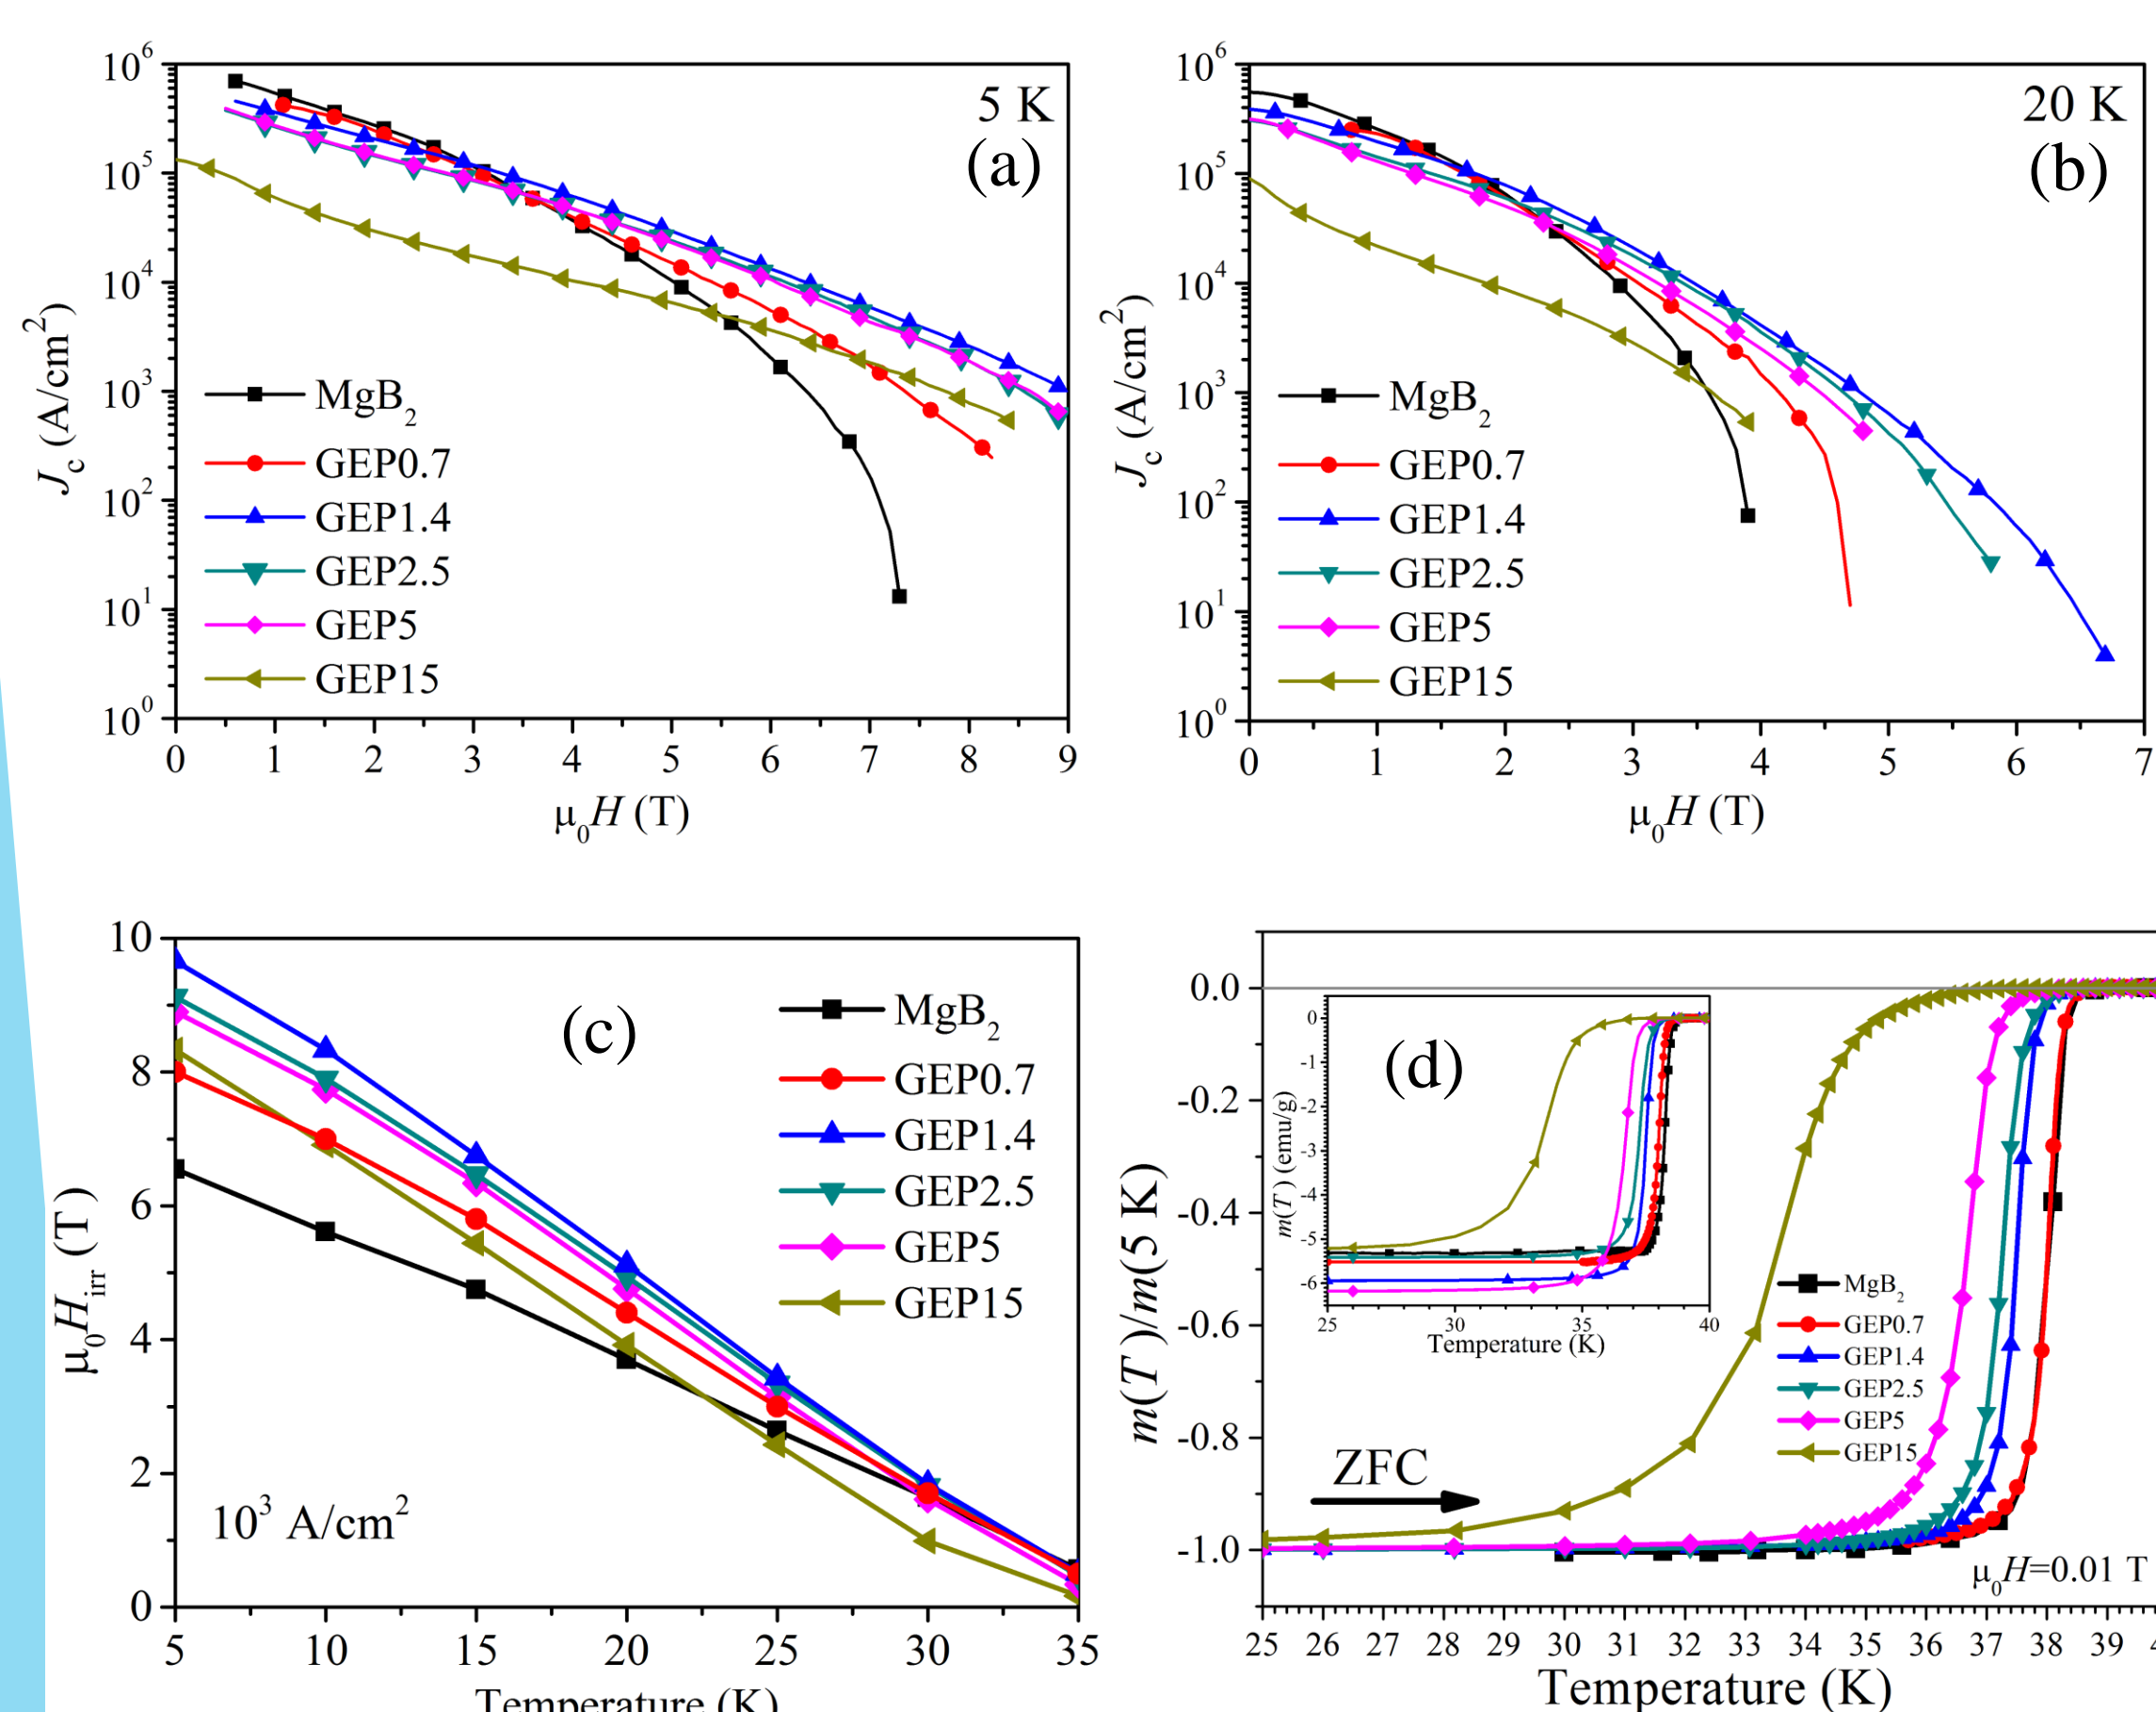 10^6
10^5
10^4
10^3
10^2
10^1
10^0
J_c (A/cm^2)
5 K
(a)
MgB_2
GEP0.7
GEP1.4
GEP2.5
GEP5
GEP15
0 1 2 3 4 5 6 7 8 9
μ_0H (T)
10^6
10^5
10^4
10^3
10^2
10^1
10^0
J_c (A/cm^2)
20 K
(b)
MgB_2
GEP0.7
GEP1.4
GEP2.5
GEP5
GEP15
0 1 2 3 4 5 6 7
μ_0H (T)
10
8
6
4
2
0
μ_0H_irr (T)
(c)
MgB_2
GEP0.7
GEP1.4
GEP2.5
GEP5
GEP15
10^3 A/cm^2
5 10 15 20 25 30 35
Temperature (K)
0.0
-0.2
-0.4
-0.6
-0.8
-1.0
m(T)/m(5 K)
0
-1
-2
-3
-4
-5
-6
m(T) (emu/g)
(d)
25 30 35 40
Temperature (K)
MgB_2
GEP0.7
GEP1.4
GEP2.5
GEP5
GEP15
ZFC
μ_0H=0.01 T
25 26 27 28 29 30 31 32 33 34 35 36 37 38 39
Temperature (K)